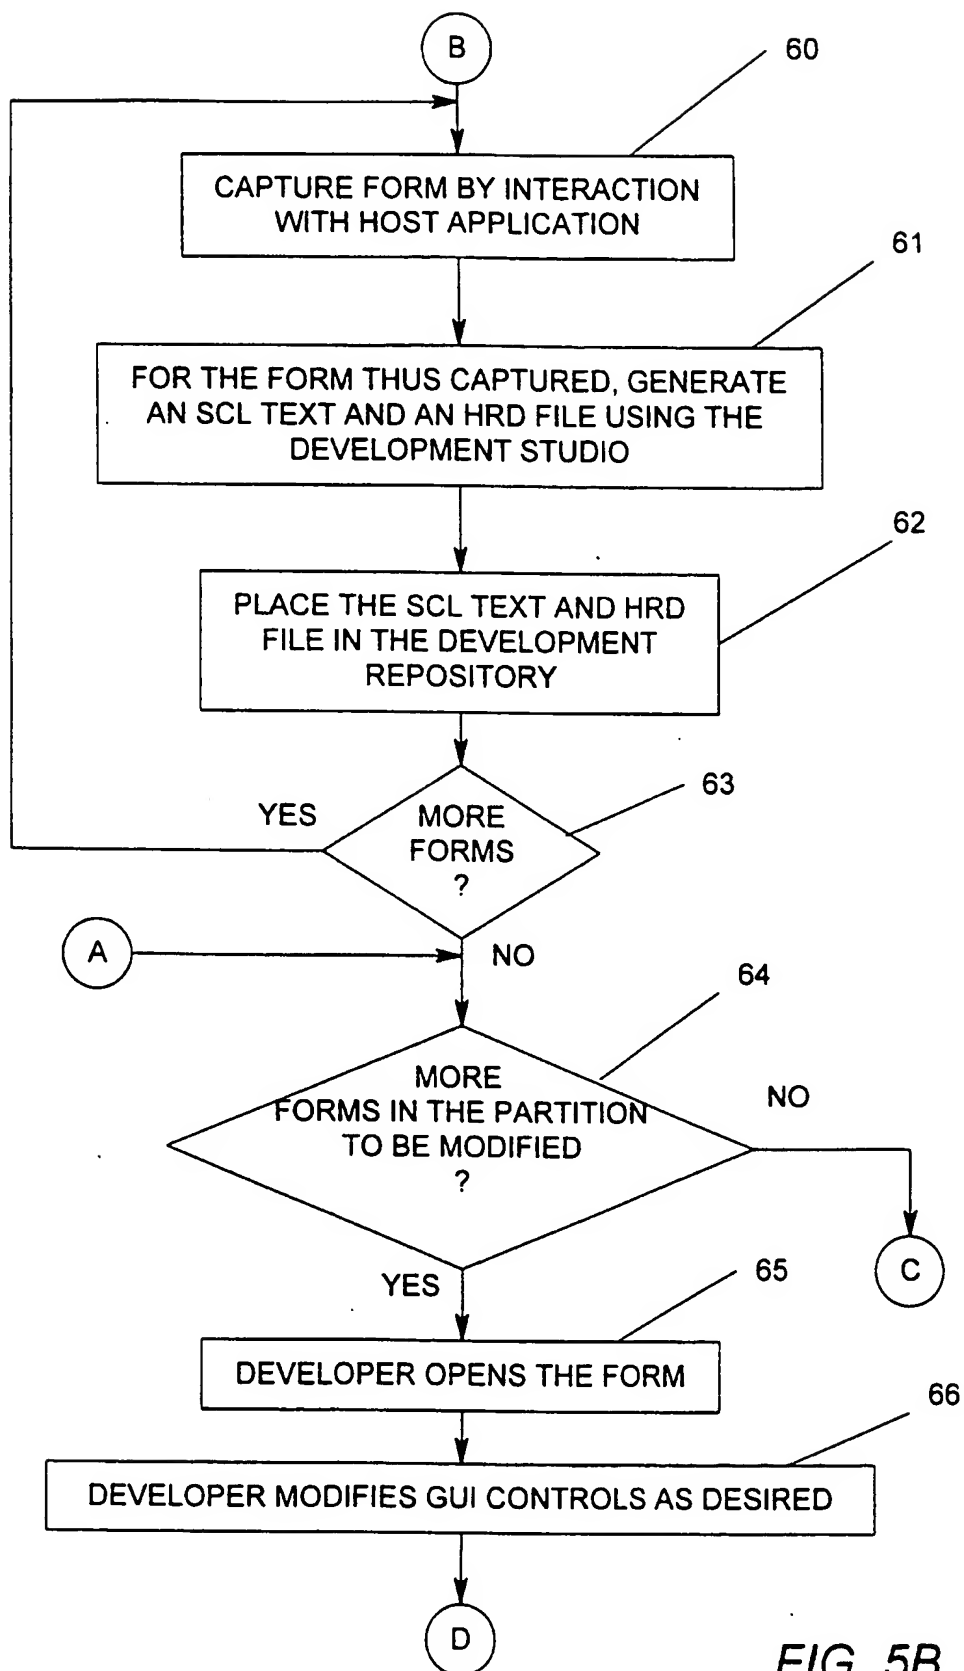 B
60
CAPTURE FORM BY INTERACTION
WITH HOST APPLICATION
61
FOR THE FORM THUS CAPTURED, GENERATE
AN SCL TEXT AND AN HRD FILE USING THE
DEVELOPMENT STUDIO
62
PLACE THE SCL TEXT AND HRD
FILE IN THE DEVELOPMENT
REPOSITORY
63
YES
MORE
FORMS
?
A
NO
64
MORE
FORMS IN THE PARTITION
TO BE MODIFIED
?
NO
C
YES
65
DEVELOPER OPENS THE FORM
66
DEVELOPER MODIFIES GUI CONTROLS AS DESIRED
D
FIG. 5B